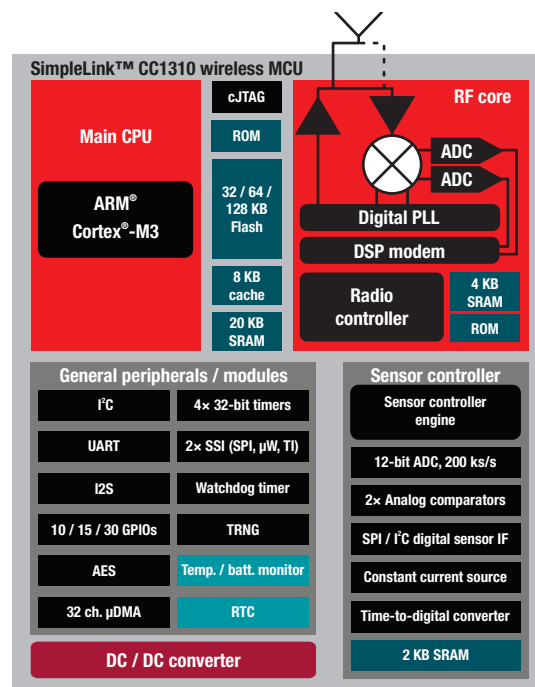 SimpleLink™ CC1310 wireless MCU
Main CPU
ARM®
Cortex®-M3
cJTAG
ROM
32 / 64 /
128 KB
Flash
8 KB
cache
20 KB
SRAM
RF core
ADC
ADC
Digital PLL
DSP modem
Radio
controller
4 KB
SRAM
ROM
General peripherals / modules
I²C
4× 32-bit timers
UART
2× SSI (SPI, µW, TI)
I2S
Watchdog timer
10 / 15 / 30 GPIOs
TRNG
AES
Temp. / batt. monitor
32 ch. µDMA
RTC
DC / DC converter
Sensor controller
Sensor controller
engine
12-bit ADC, 200 ks/s
2× Analog comparators
SPI / I²C digital sensor IF
Constant current source
Time-to-digital converter
2 KB SRAM